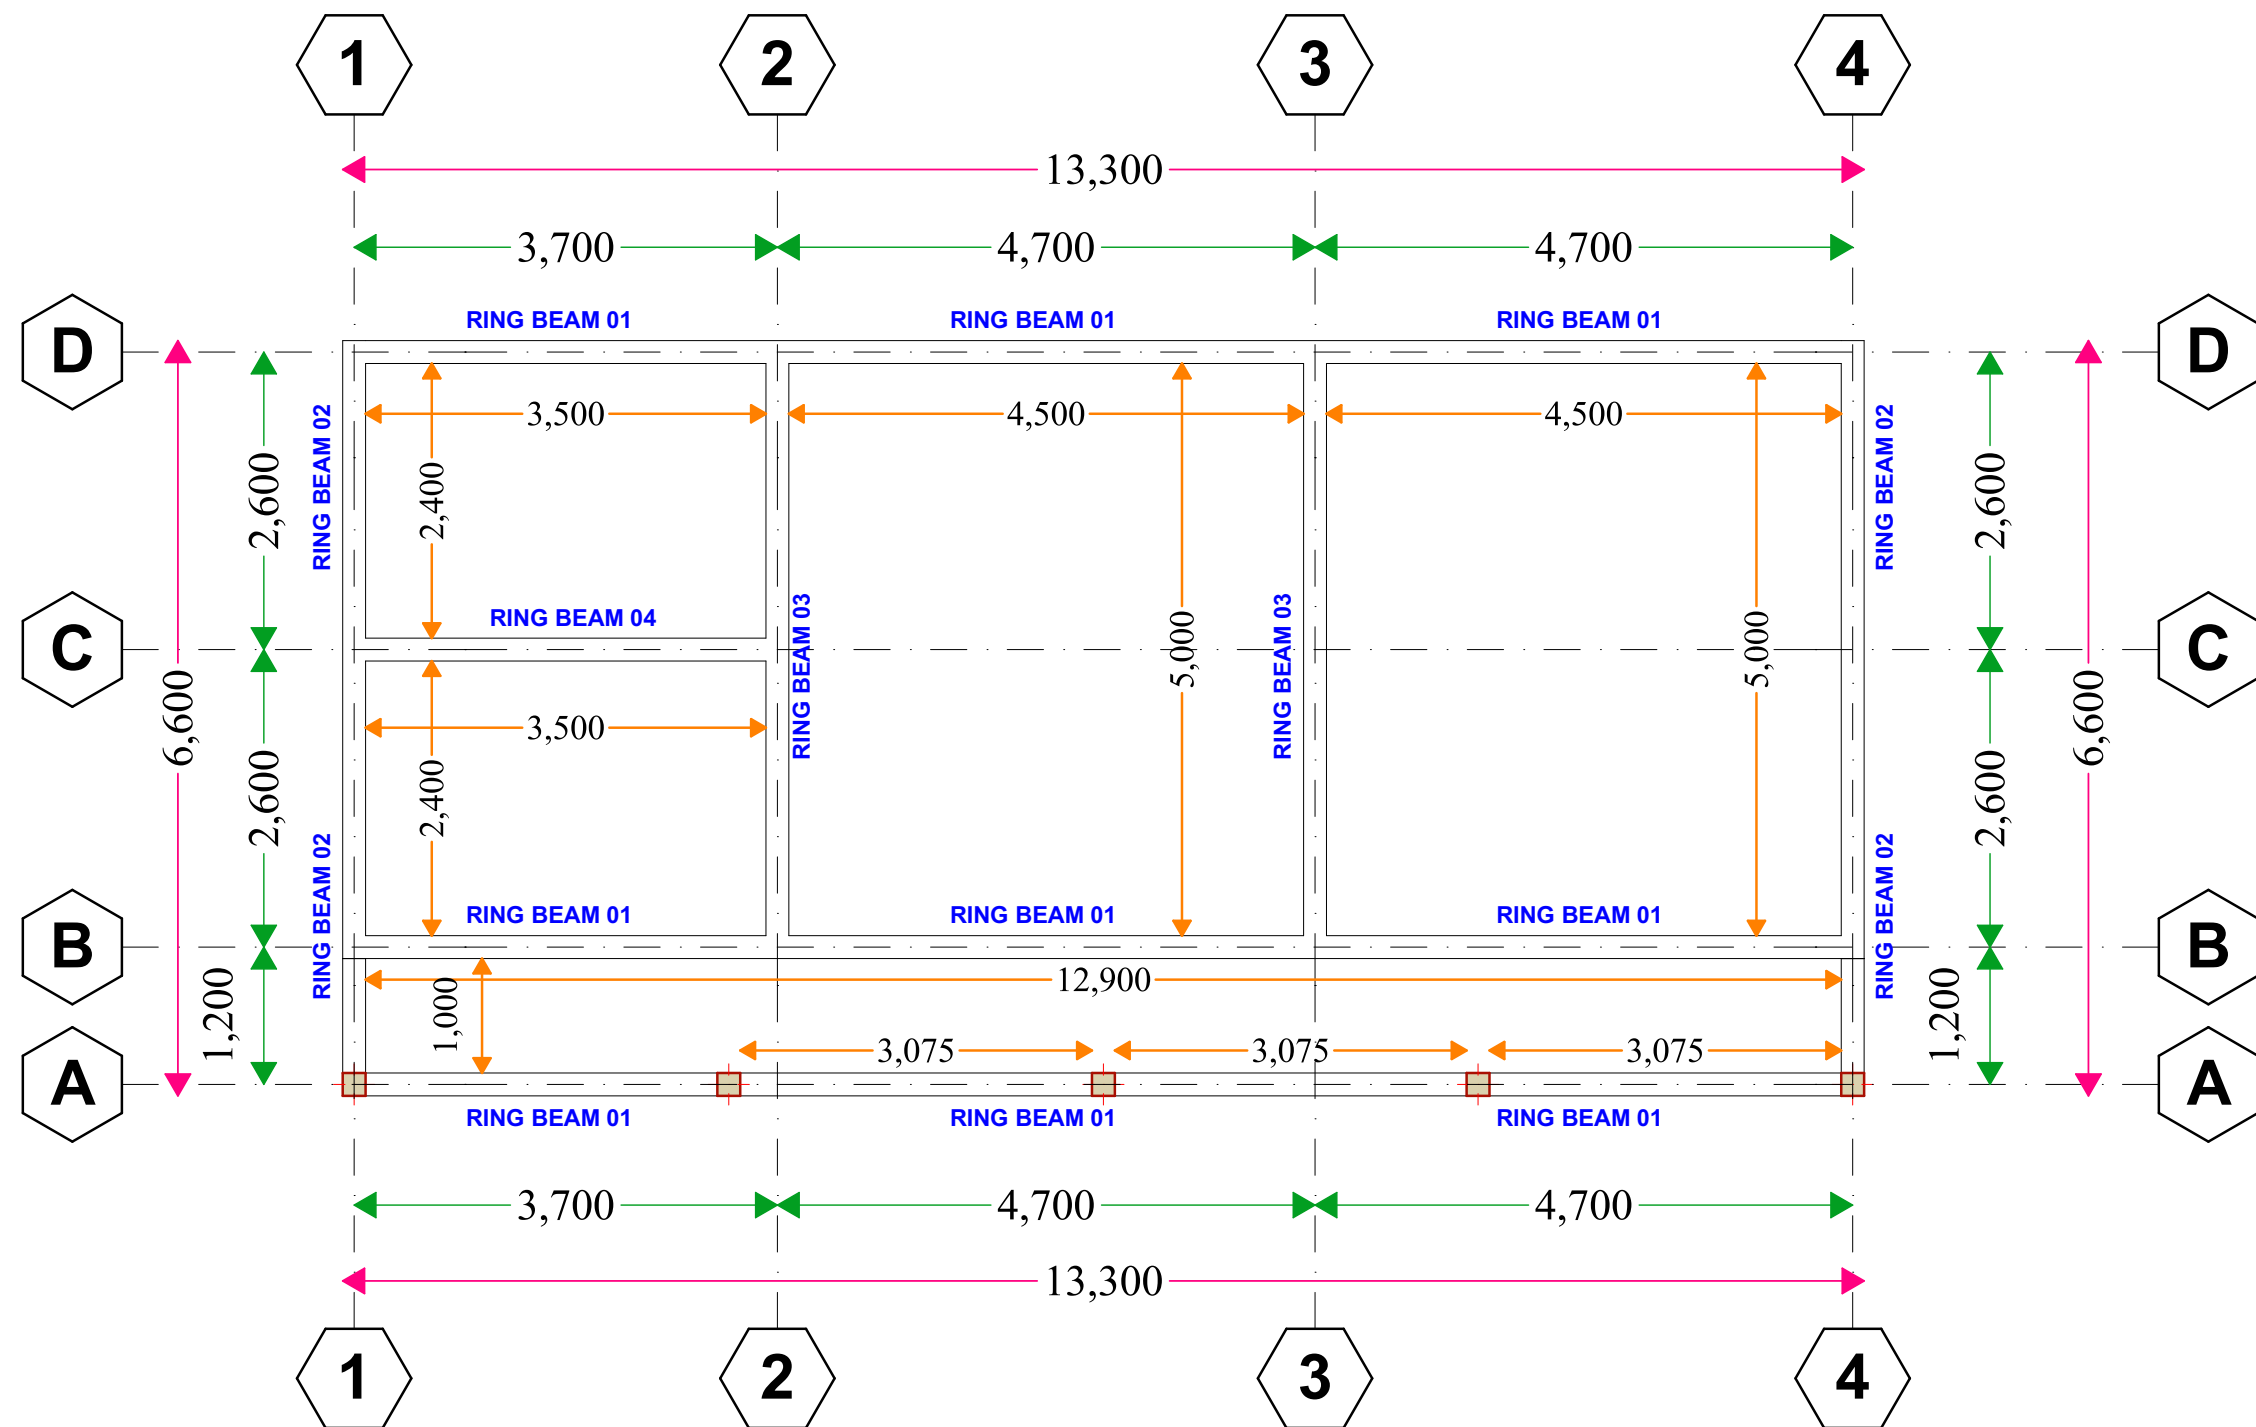 1 2 3 4
13,300
3,700 4,700 4,700
RING BEAM 01 RING BEAM 01 RING BEAM 01
D D
3,500 4,500 4,500
RING BEAM 02 RING BEAM 02
2,600 2,400 2,600
RING BEAM 04
C C
RING BEAM 03 5,000 RING BEAM 03 5,000
6,600 6,600
3,500
2,600 2,400 2,600
RING BEAM 02 RING BEAM 02
RING BEAM 01 RING BEAM 01 RING BEAM 01
B B
12,900
1,200 1,000 1,200
3,075 3,075 3,075
A A
RING BEAM 01 RING BEAM 01 RING BEAM 01
3,700 4,700 4,700
13,300
1 2 3 4